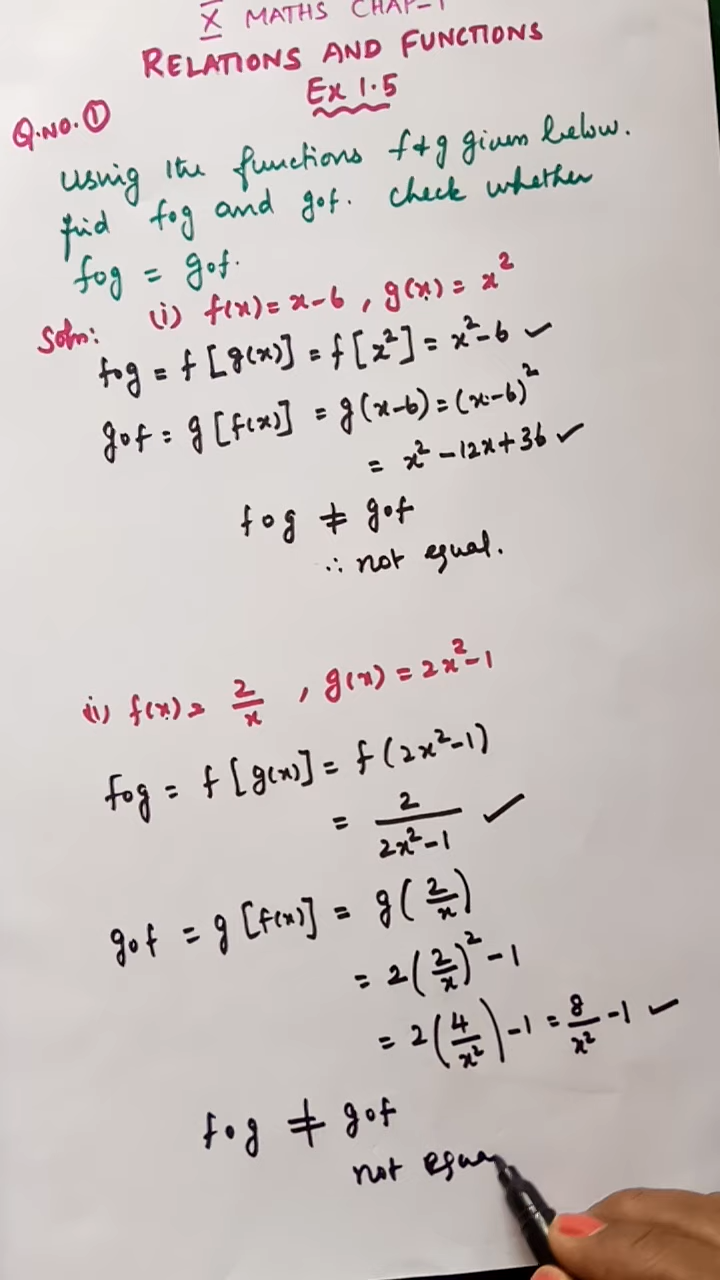 X MATHS CHAP-1
RELATIONS AND FUNCTIONS
Ex 1.5
Q.NO. ①
using the functions f & g given below.
find fog and gof. check whether
fog = gof.
(i) f(x) = x-6 , g(x) = x²
Soln:
fog = f [g(x)] = f[x²] = x²-6 ✓
gof = g [f(x)] = g(x-6) = (x-6)²
= x² -12x+36 ✓
fog ≠ gof
∴ not equal.
(i) f(x) = 2/x , g(x) = 2x²-1
fog = f [g(x)] = f(2x²-1)
= 2/(2x²-1) ✓
gof = g [f(x)] = g(2/x)
= 2(2/x)² -1
= 2(4/x²) -1 = 8/x² -1 ✓
fog ≠ gof
not equa